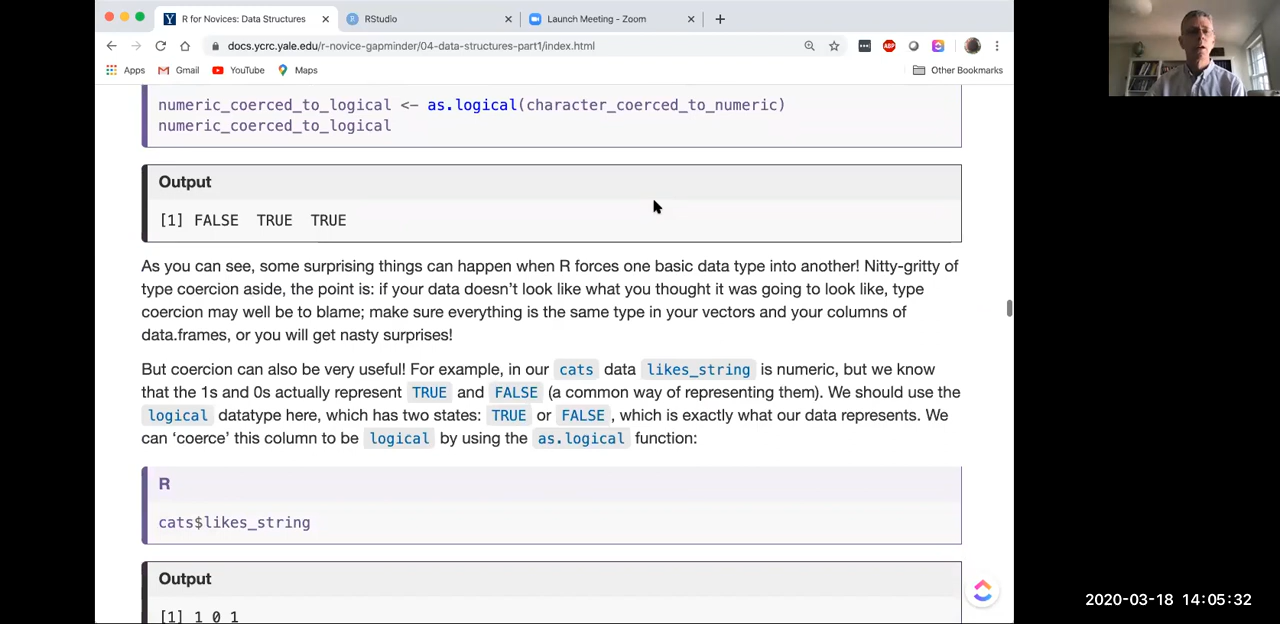 R for Novices: Data Structures
RStudio
Launch Meeting - Zoom
docs.ycrc.yale.edu/r-novice-gapminder/04-data-structures-part1/index.html
ABP
Apps
Gmail
YouTube
Maps
Other Bookmarks
numeric_coerced_to_logical <- as.logical(character_coerced_to_numeric)
numeric_coerced_to_logical
Output
[1] FALSE TRUE TRUE
As you can see, some surprising things can happen when R forces one basic data type into another! Nitty-gritty of
type coercion aside, the point is: if your data doesn’t look like what you thought it was going to look like, type
coercion may well be to blame; make sure everything is the same type in your vectors and your columns of
data.frames, or you will get nasty surprises!
But coercion can also be very useful! For example, in our cats data likes_string is numeric, but we know
that the 1s and 0s actually represent TRUE and FALSE (a common way of representing them). We should use the
logical datatype here, which has two states: TRUE or FALSE, which is exactly what our data represents. We
can ‘coerce’ this column to be logical by using the as.logical function:
R
cats$likes_string
Output
[1] 1 0 1
2020-03-18 14:05:32